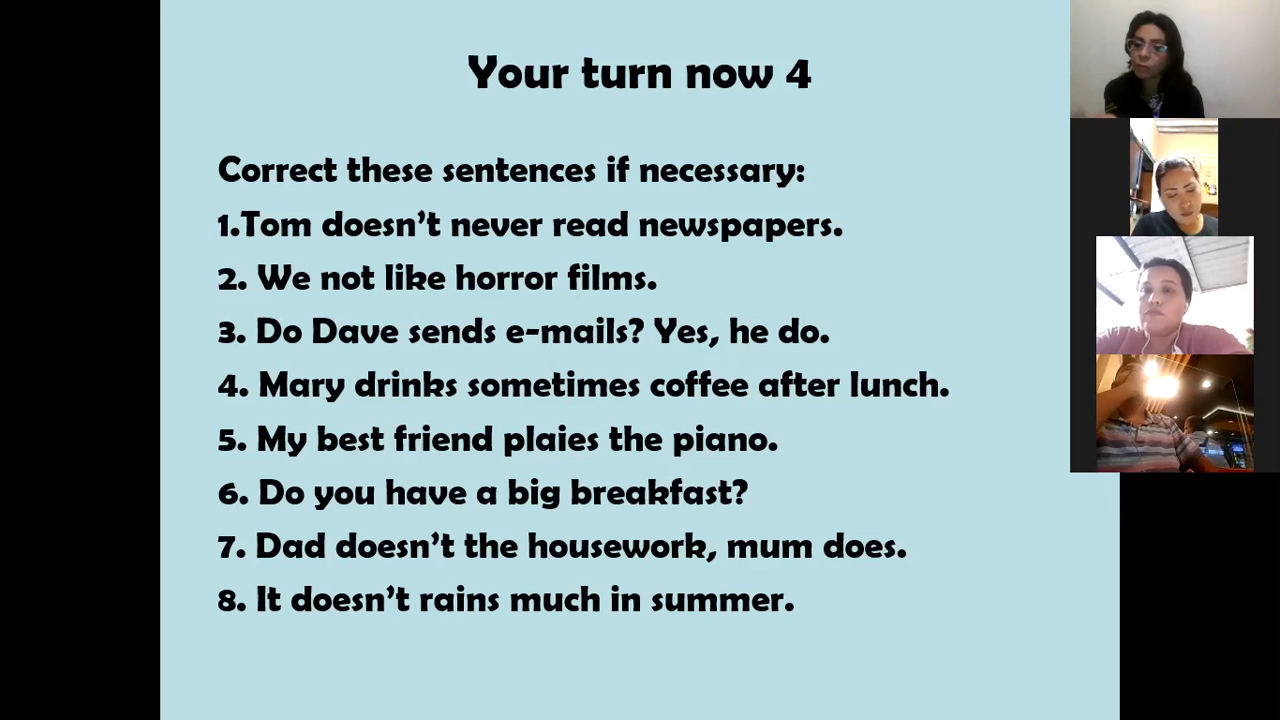 Your turn now 4
Correct these sentences if necessary:
1.Tom doesn’t never read newspapers.
2. We not like horror films.
3. Do Dave sends e-mails? Yes, he do.
4. Mary drinks sometimes coffee after lunch.
5. My best friend plaies the piano.
6. Do you have a big breakfast?
7. Dad doesn’t the housework, mum does.
8. It doesn’t rains much in summer.